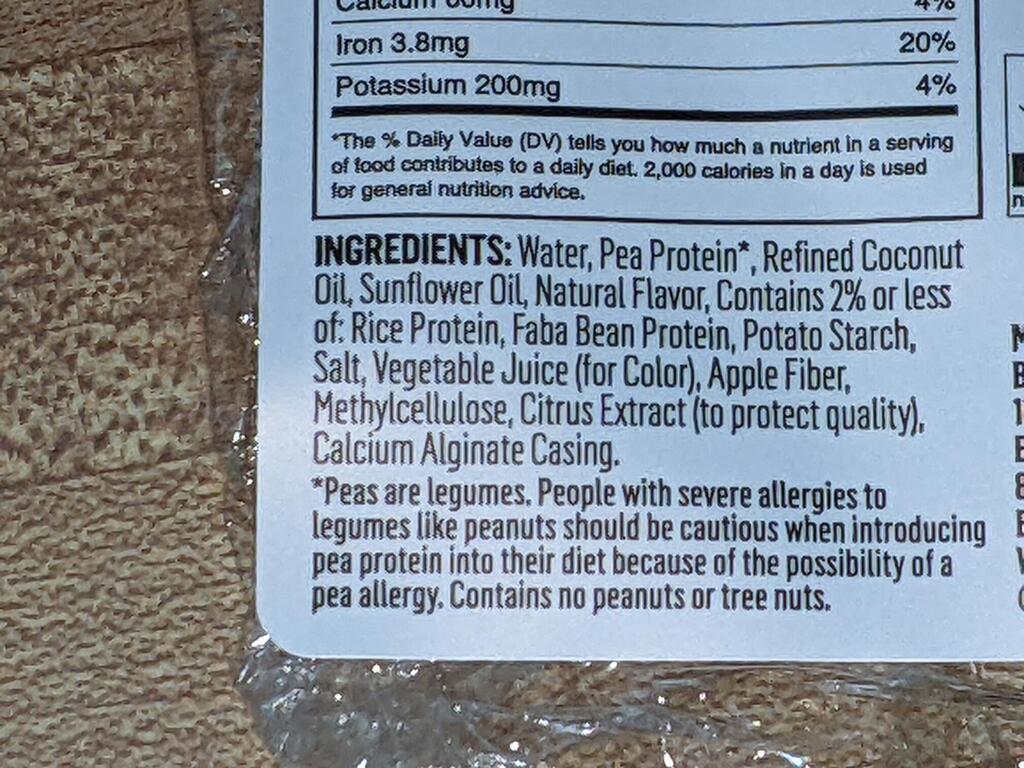 Calcium 60mg 4%
Iron 3.8mg 20%
Potassium 200mg 4%
*The % Daily Value (DV) tells you how much a nutrient in a serving
of food contributes to a daily diet. 2,000 calories in a day is used
for general nutrition advice.
INGREDIENTS: Water, Pea Protein*, Refined Coconut
Oil, Sunflower Oil, Natural Flavor, Contains 2% or less
of: Rice Protein, Faba Bean Protein, Potato Starch,
Salt, Vegetable Juice (for Color), Apple Fiber,
Methylcellulose, Citrus Extract (to protect quality),
Calcium Alginate Casing.
*Peas are legumes. People with severe allergies to
legumes like peanuts should be cautious when introducing
pea protein into their diet because of the possibility of a
pea allergy. Contains no peanuts or tree nuts.